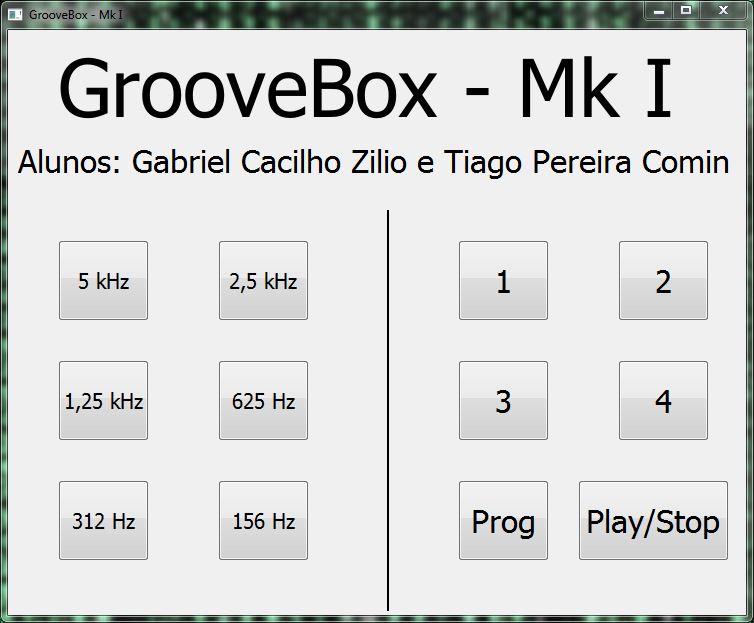 GrooveBox - Mk I
GrooveBox - Mk I
Alunos: Gabriel Cacilho Zilio e Tiago Pereira Comin
5 kHz
2,5 kHz
1
2
1,25 kHz
625 Hz
3
4
312 Hz
156 Hz
Prog
Play/Stop